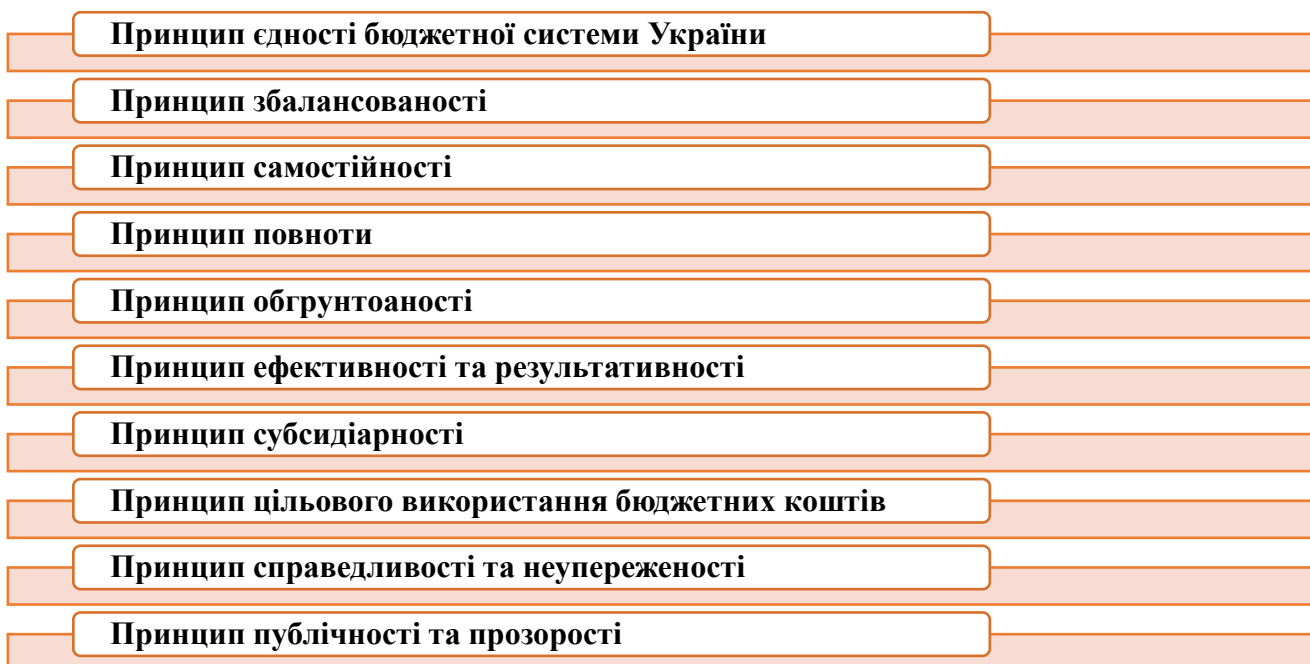 Принцип єдності бюджетної системи України
Принцип збалансованості
Принцип самостійності
Принцип повноти
Принцип обгрунтоаності
Принцип ефективності та результативності
Принцип субсидіарності
Принцип цільового використання бюджетних коштів
Принцип справедливості та неупереженості
Принцип публічності та прозорості